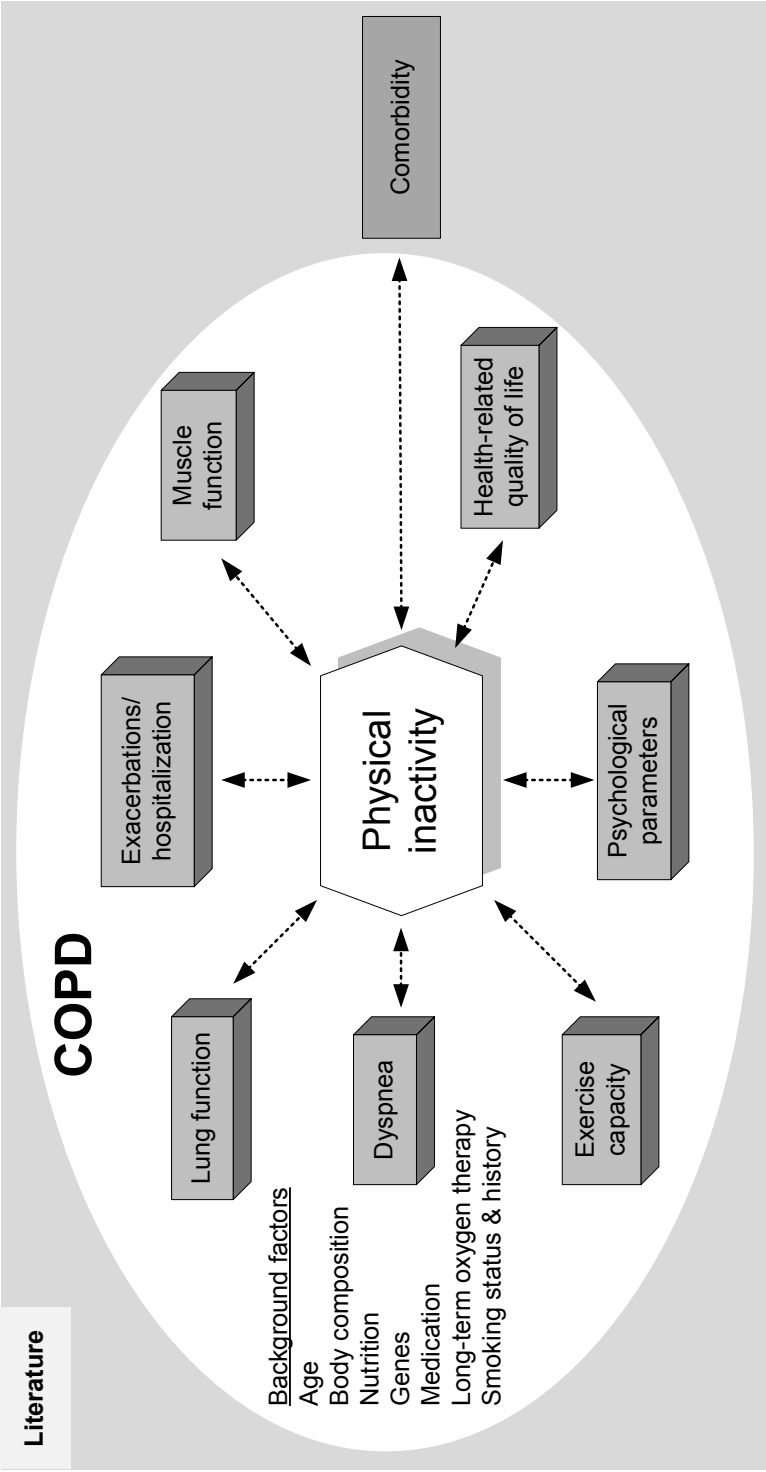 Literature
COPD
Exacerbations/
hospitalization
Muscle
function
Lung function
Comorbidity
Physical
inactivity
Dyspnea
Background factors
Age
Body composition
Nutrition
Genes
Medication
Long-term oxygen therapy
Smoking status & history
Health-related
quality of life
Exercise
capacity
Psychological
parameters